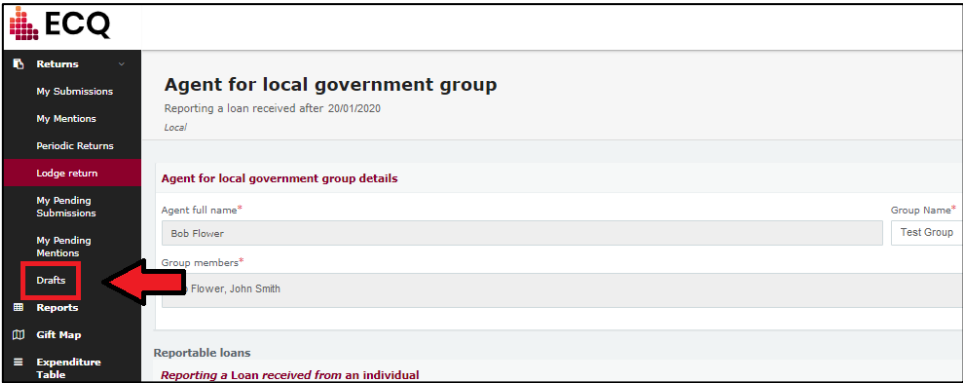 ECQ
Returns
My Submissions
My Mentions
Periodic Returns
Lodge return
My Pending
Submissions
My Pending
Mentions
Drafts
Reports
Gift Map
Expenditure
Table
Agent for local government group
Reporting a loan received after 20/01/2020
Local
Agent for local government group details
Agent full name*
Bob Flower
Group Name*
Test Group
Group members*
Flower, John Smith
Reportable loans
Reporting a Loan received from an individual